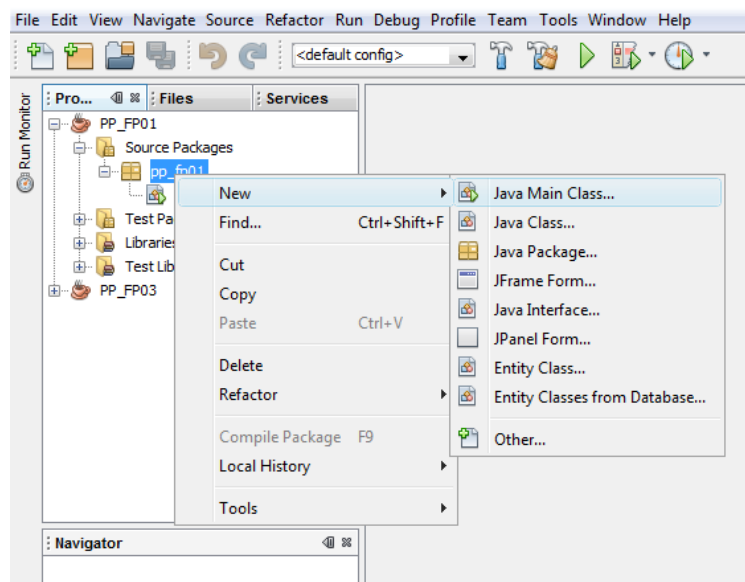 File Edit View Navigate Source Refactor Run Debug Profile Team Tools Window Help
<default config>
Run Monitor
Pro... Files Services
PP_FP01
Source Packages
pp_fp01
Test Pa
Libraries
Test Lib
PP_FP03
New
Find... Ctrl+Shift+F
Cut
Copy
Paste Ctrl+V
Delete
Refactor
Compile Package F9
Local History
Tools
Java Main Class...
Java Class...
Java Package...
JFrame Form...
Java Interface...
JPanel Form...
Entity Class...
Entity Classes from Database...
Other...
Navigator